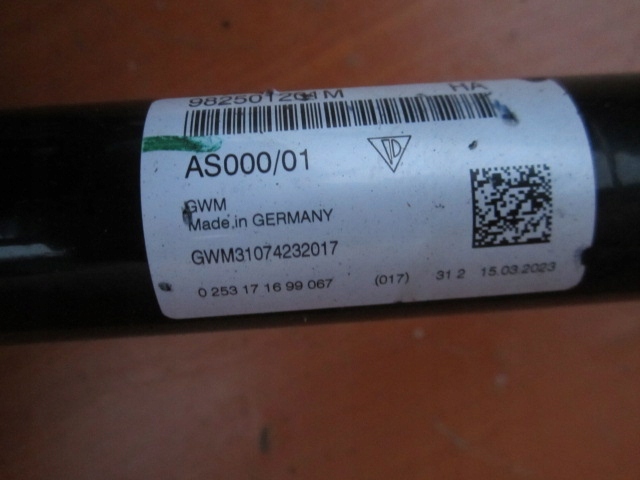 982501201M HA
AS000/01
GWM
Made in GERMANY
GWM31074232017
0 253 17 16 99 067 (017) 31 2 15.03.2023